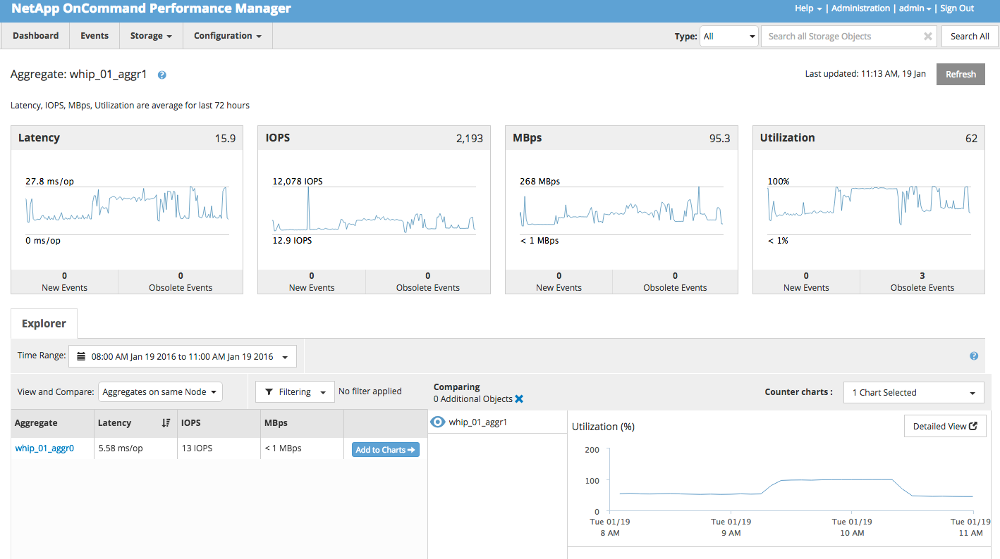 NetApp OnCommand Performance Manager
Help | Administration | admin | Sign Out
Dashboard Events Storage Configuration Type: All Search all Storage Objects Search All
Aggregate: whip_01_aggr1 ? Last updated: 11:13 AM, 19 Jan Refresh
Latency, IOPS, MBps, Utilization are average for last 72 hours
Latency 15.9 IOPS 2,193 MBps 95.3 Utilization 62
27.8 ms/op 12,078 IOPS 268 MBps 100%
0 ms/op 12.9 IOPS < 1 MBps < 1%
0 0 0 0 0 0 0 3
New Events Obsolete Events New Events Obsolete Events New Events Obsolete Events New Events Obsolete Events
Explorer
Time Range: 08:00 AM Jan 19 2016 to 11:00 AM Jan 19 2016 ?
View and Compare: Aggregates on same Node Filtering No filter applied
Comparing
0 Additional Objects
Counter charts : 1 Chart Selected
Aggregate Latency IOPS MBps
whip_01_aggr0 5.58 ms/op 13 IOPS < 1 MBps Add to Charts
whip_01_aggr1
Utilization (%) Detailed View
200
100
0
Tue 01/19 Tue 01/19 Tue 01/19 Tue 01/19
8 AM 9 AM 10 AM 11 AM